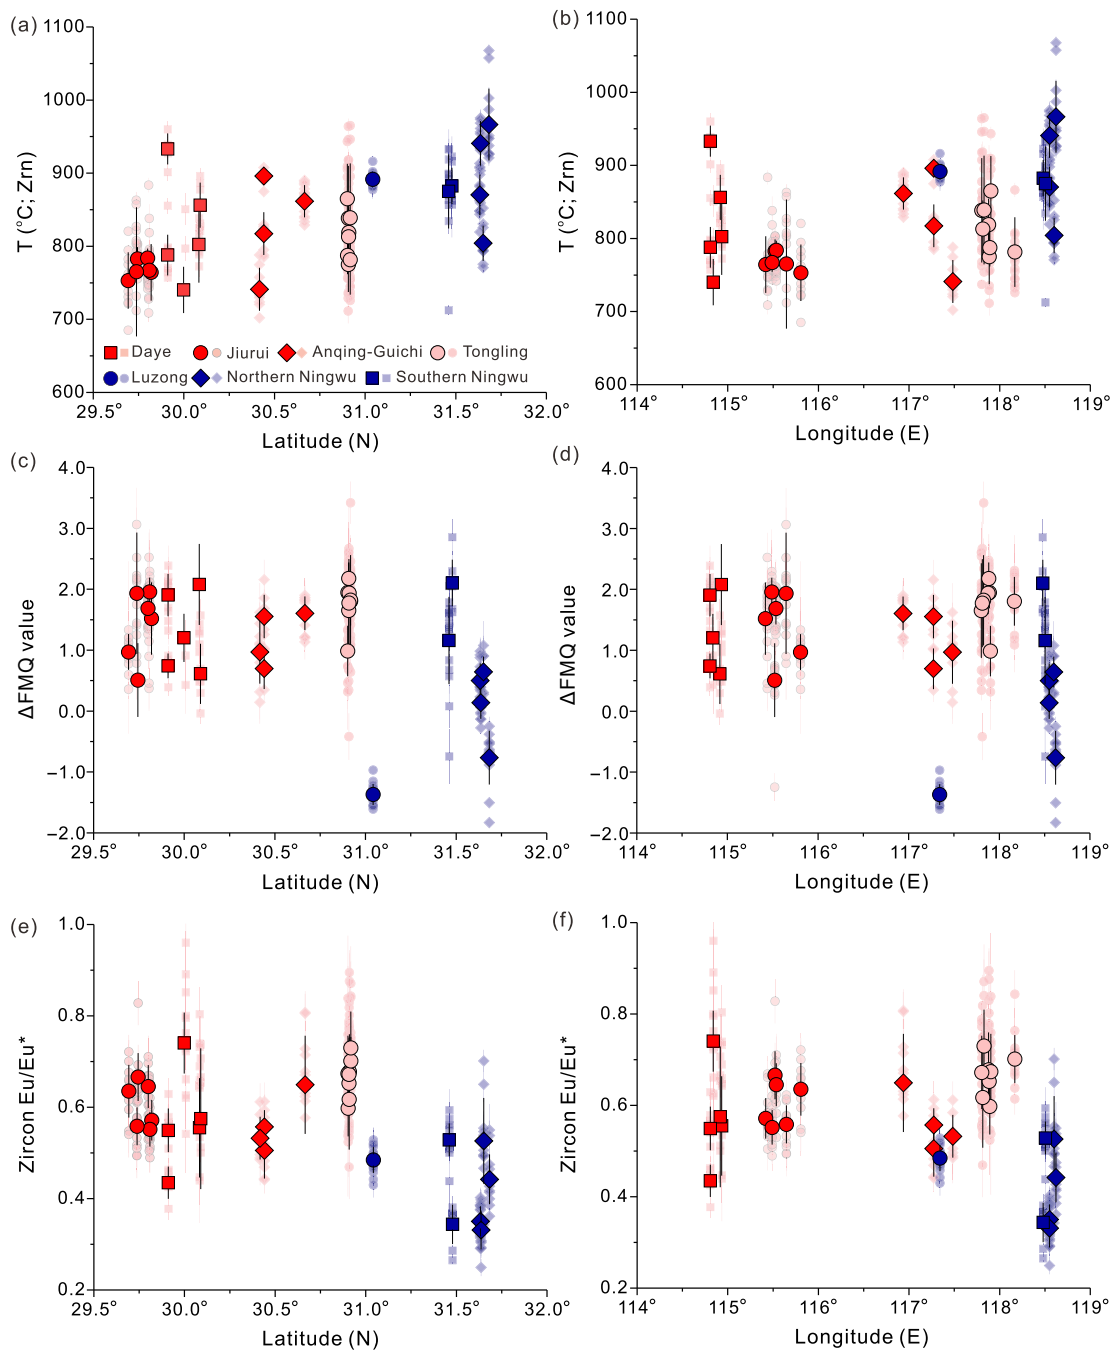 (a)
1100
1000
900
800
700
600
T (°C; Zrn)
Daye Jiurui Anqing-Guichi Tongling
Luzong Northern Ningwu Southern Ningwu
29.5° 30.0° 30.5° 31.0° 31.5° 32.0°
Latitude (N)
(b)
1100
1000
900
800
700
600
T (°C; Zrn)
114° 115° 116° 117° 118° 119°
Longitude (E)
(c)
4.0
3.0
2.0
1.0
0.0
−1.0
−2.0
ΔFMQ value
29.5° 30.0° 30.5° 31.0° 31.5° 32.0°
Latitude (N)
(d)
4.0
3.0
2.0
1.0
0.0
−1.0
−2.0
ΔFMQ value
114° 115° 116° 117° 118° 119°
Longitude (E)
(e)
1.0
0.8
0.6
0.4
0.2
Zircon Eu/Eu*
29.5° 30.0° 30.5° 31.0° 31.5° 32.0°
Latitude (N)
(f)
1.0
0.8
0.6
0.4
0.2
Zircon Eu/Eu*
114° 115° 116° 117° 118° 119°
Longitude (E)